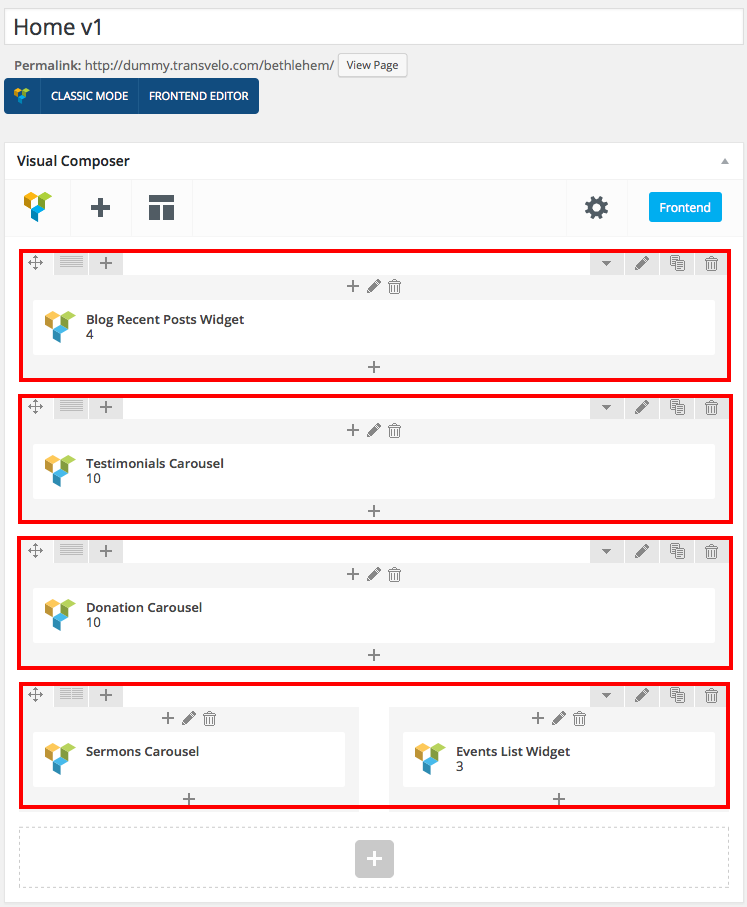 Home v1
Permalink: http://dummy.transvelo.com/bethlehem/ View Page
CLASSIC MODE FRONTEND EDITOR
Visual Composer
Frontend
Blog Recent Posts Widget
4
Testimonials Carousel
10
Donation Carousel
10
Sermons Carousel
Events List Widget
3